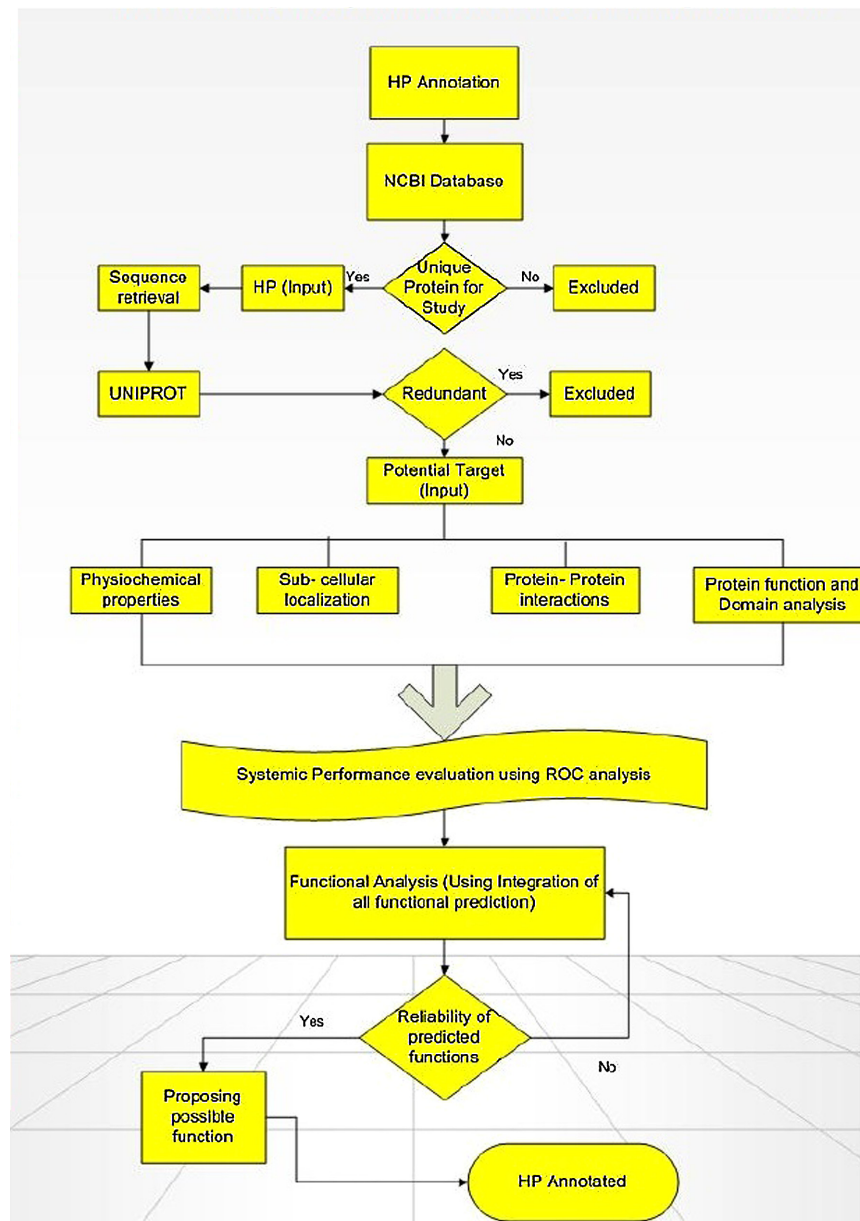 HP Annotation
NCBI Database
Unique
Protein for
Study
Yes
No
Excluded
HP (Input)
Sequence
retrieval
UNIPROT
Redundant
Yes
Excluded
No
Potential Target
(Input)
Physiochemical
properties
Sub- cellular
localization
Protein- Protein
interactions
Protein function and
Domain analysis
Systemic Performance evaluation using ROC analysis
Functional Analysis (Using Integration of
all functional prediction)
Reliability of
predicted
functions
Yes
No
Proposing
possible
function
HP Annotated